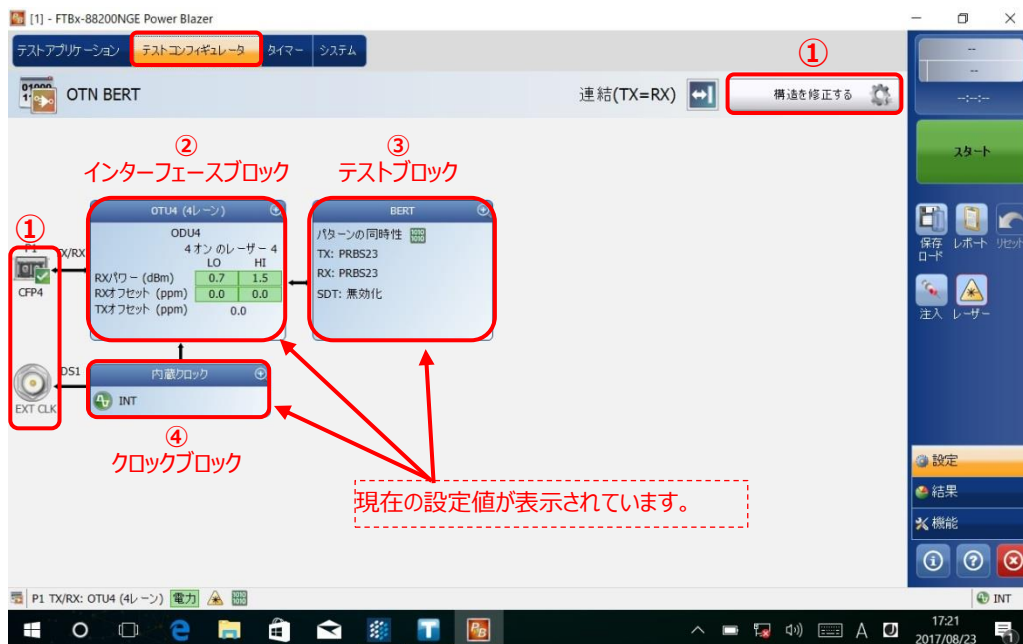 [1] - FTBx-88200NGE Power Blazer
テストアプリケーション テストコンフィギュレータ タイマー システム
①
OTN BERT
連結(TX=RX)
構造を修正する
--
--
--:--:--
スタート
②
インターフェースブロック
③
テストブロック
①
P1
TX/RX
CFP4
OTU4 (4レーン)
ODU4
4オン のレーザー 4
LO HI
RXパワー (dBm) 0.7 1.5
RXオフセット (ppm) 0.0 0.0
TXオフセット (ppm) 0.0
BERT
パターンの同時性
TX: PRBS23
RX: PRBS23
SDT: 無効化
保存
ロード
レポート
リセット
注入
レーザー
DS1
EXT CLK
内蔵クロック
INT
④
クロックブロック
現在の設定値が表示されています。
設定
結果
機能
P1 TX/RX: OTU4 (4レーン) 電力
INT
17:21
2017/08/23